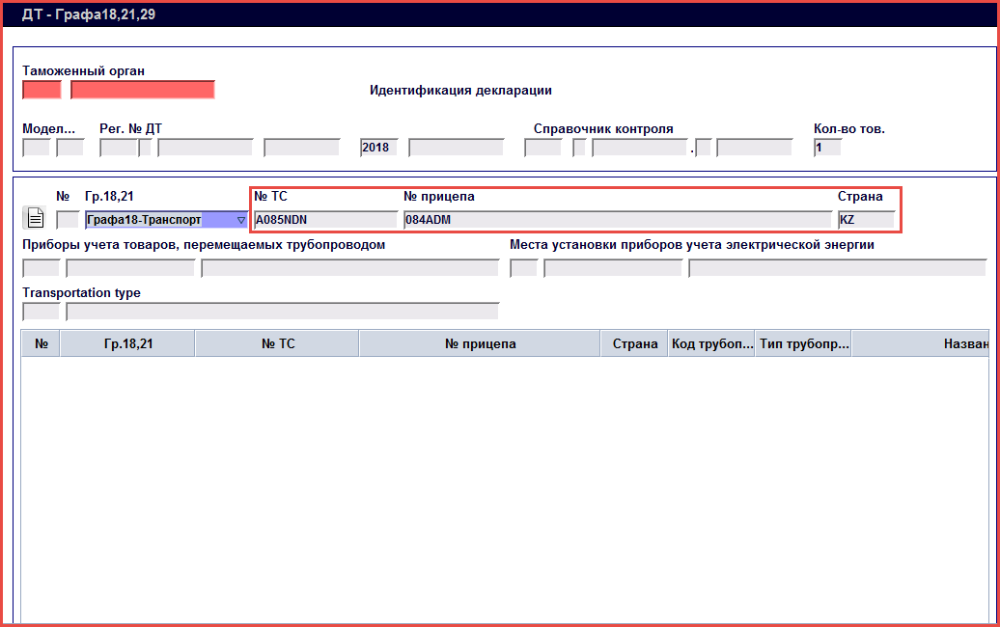 ДТ - Графа18,21,29
Таможенный орган
Идентификация декларации
Модел... Рег. № ДТ Справочник контроля Кол-во тов.
2018 . 1
№ Гр.18,21 № ТС № прицепа Страна
Графа18-Транспорт A085NDN 084ADM KZ
Приборы учета товаров, перемещаемых трубопроводом Места установки приборов учета электрической энергии
Transportation type
№ Гр.18,21 № ТС № прицепа Страна Код трубоп... Тип трубопр... Назван